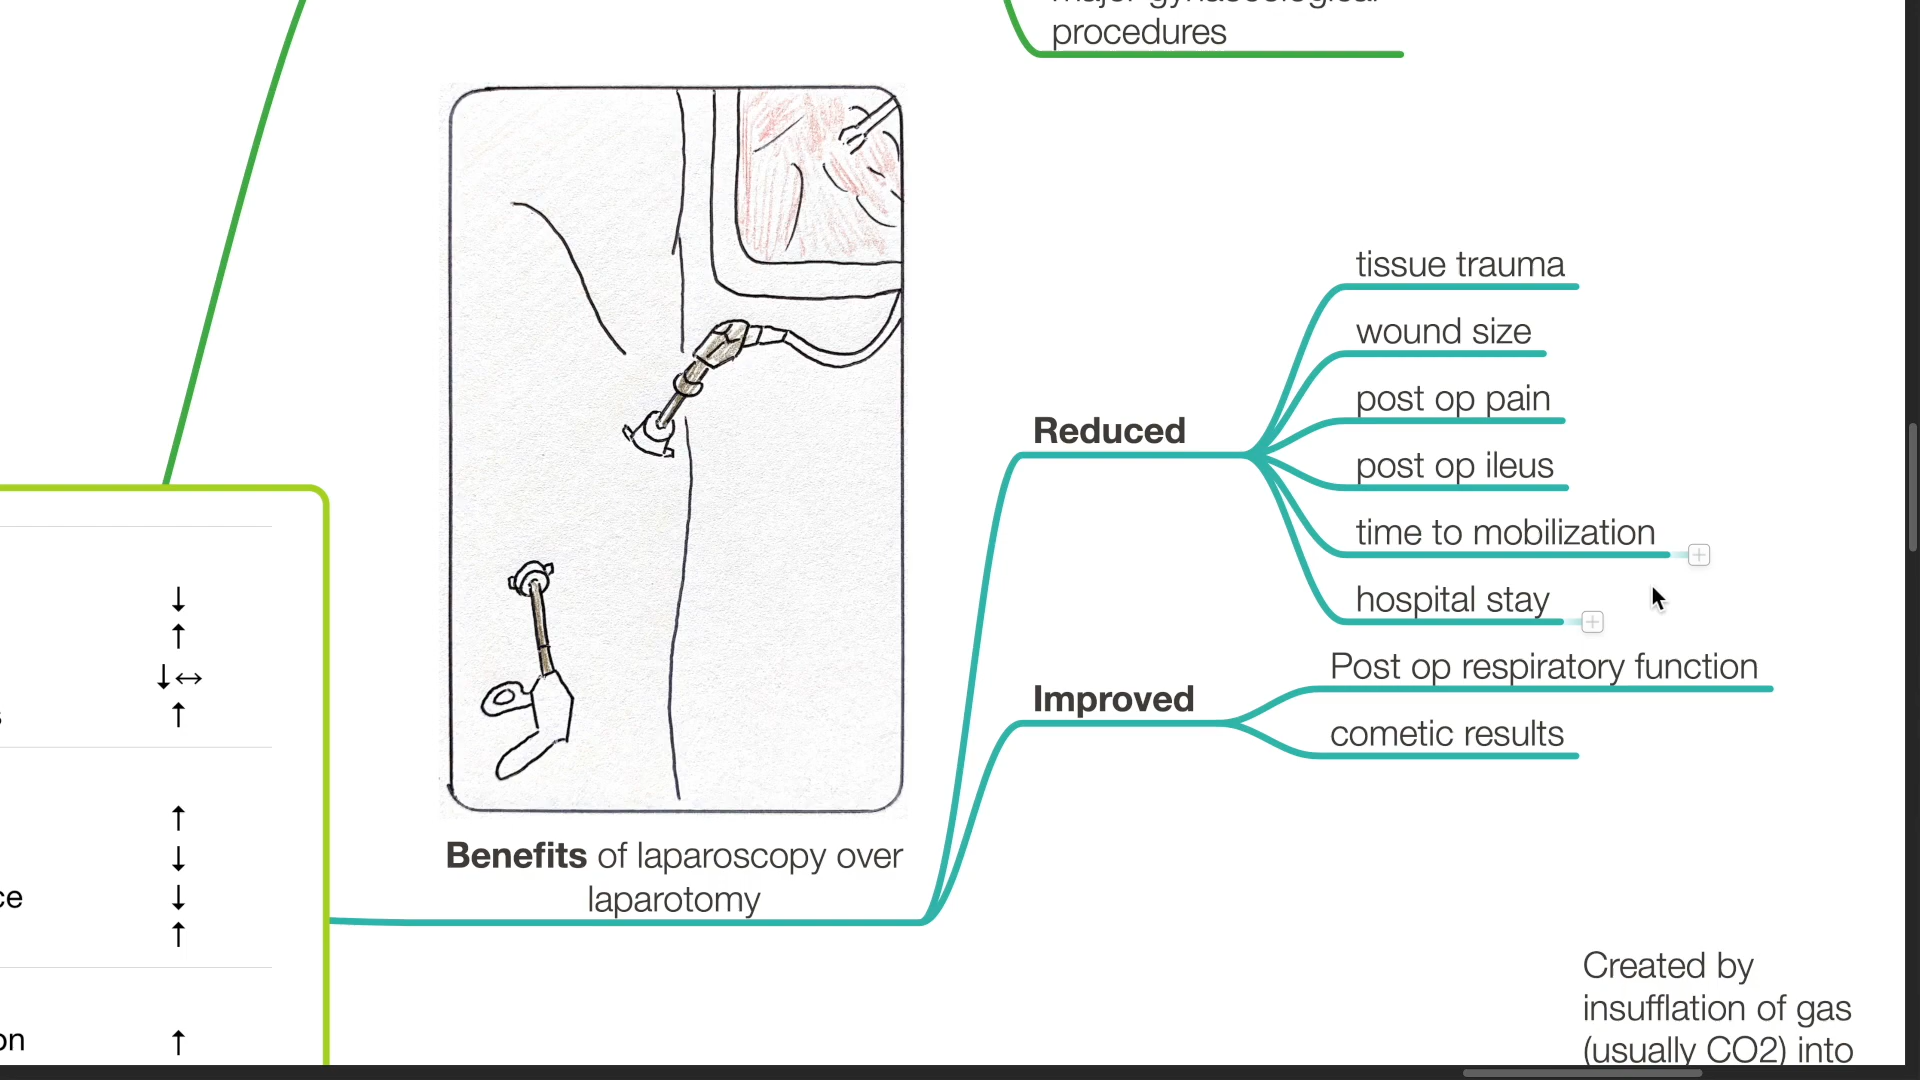 procedures
tissue trauma
wound size
post op pain
Reduced
post op ileus
time to mobilization
hospital stay
Post op respiratory function
Improved
cometic results
Benefits of laparoscopy over
laparotomy
↓
↑
↓↔
s ↑
↑
↓
ce ↓
↑
on ↑
Created by
insufflation of gas
(usually CO2) into